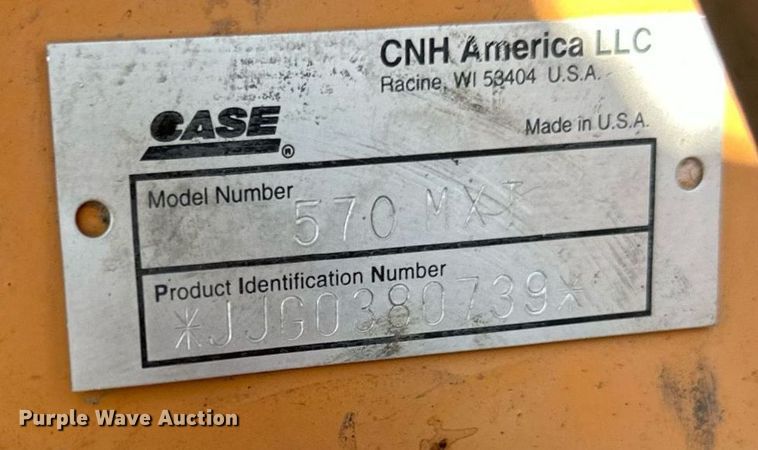 CNH America LLC
Racine, WI 53404 U.S.A.
CASE®
Made in U.S.A.
Model Number
570 MXT
Product Identification Number
*JJG0380739*
Purple Wave Auction